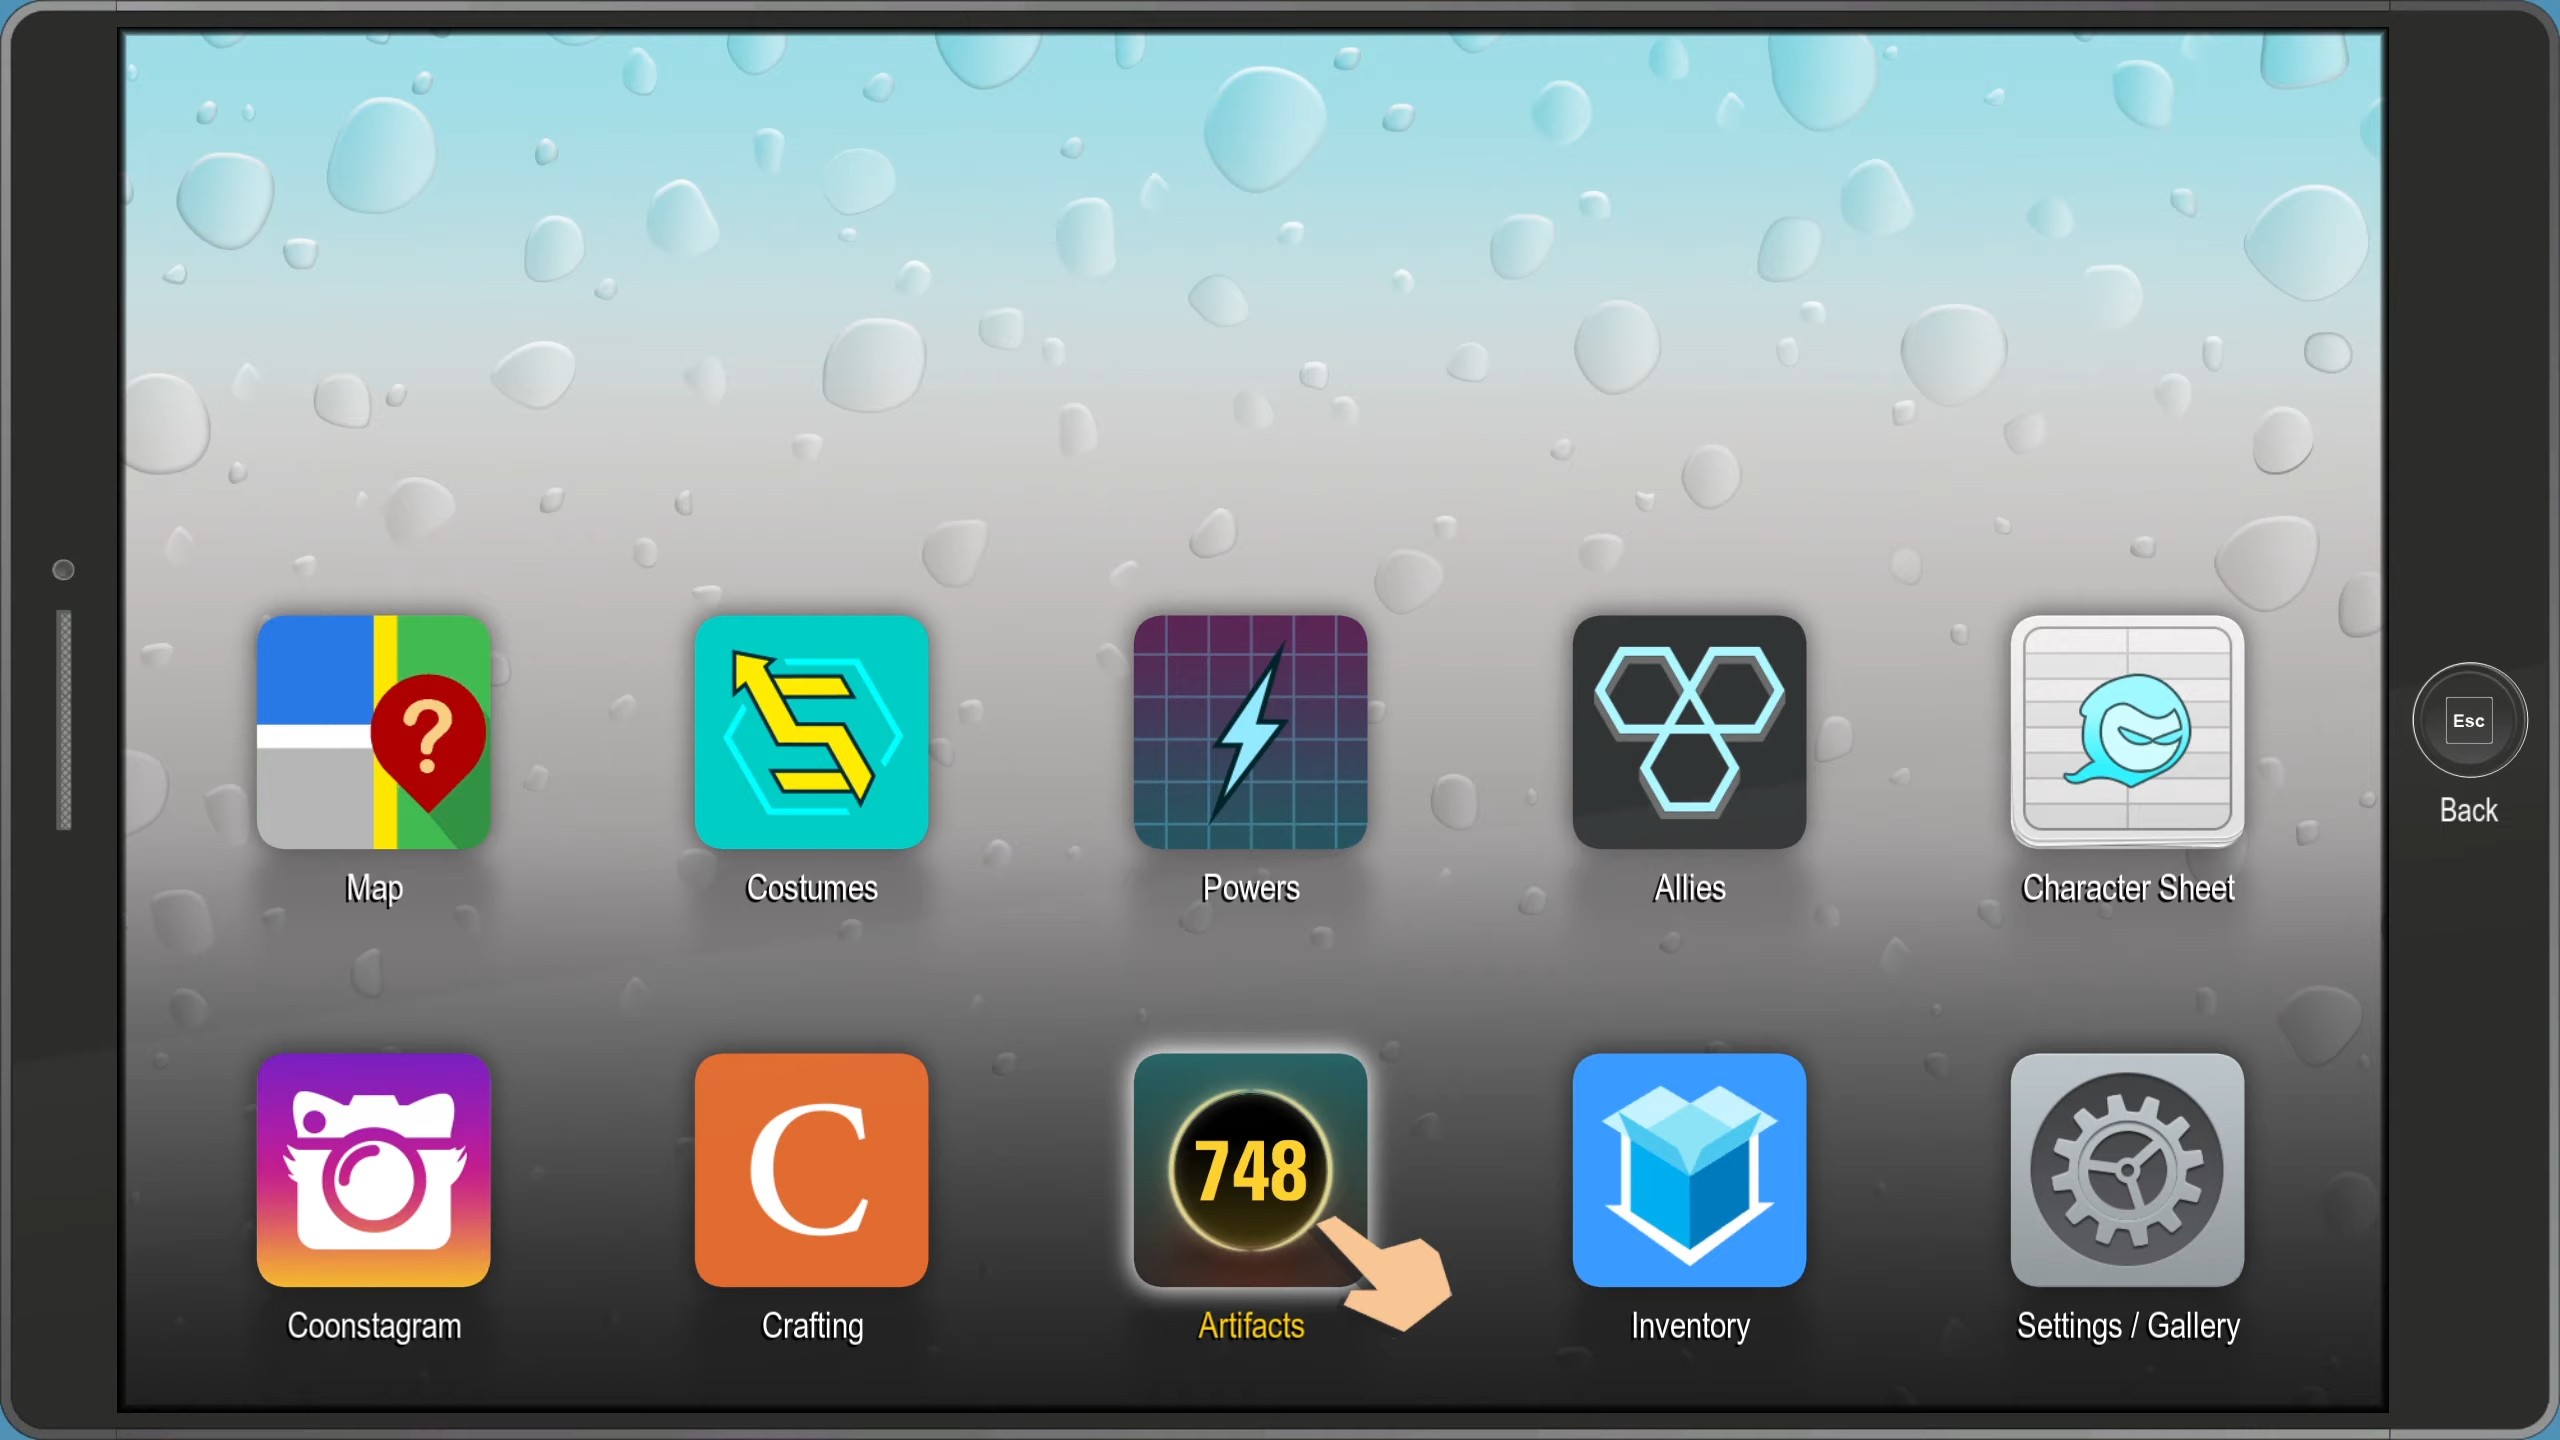 ?
Map
Costumes
Powers
Allies
Character Sheet
Esc
Back
C
748
Coonstagram
Crafting
Artifacts
Inventory
Settings / Gallery